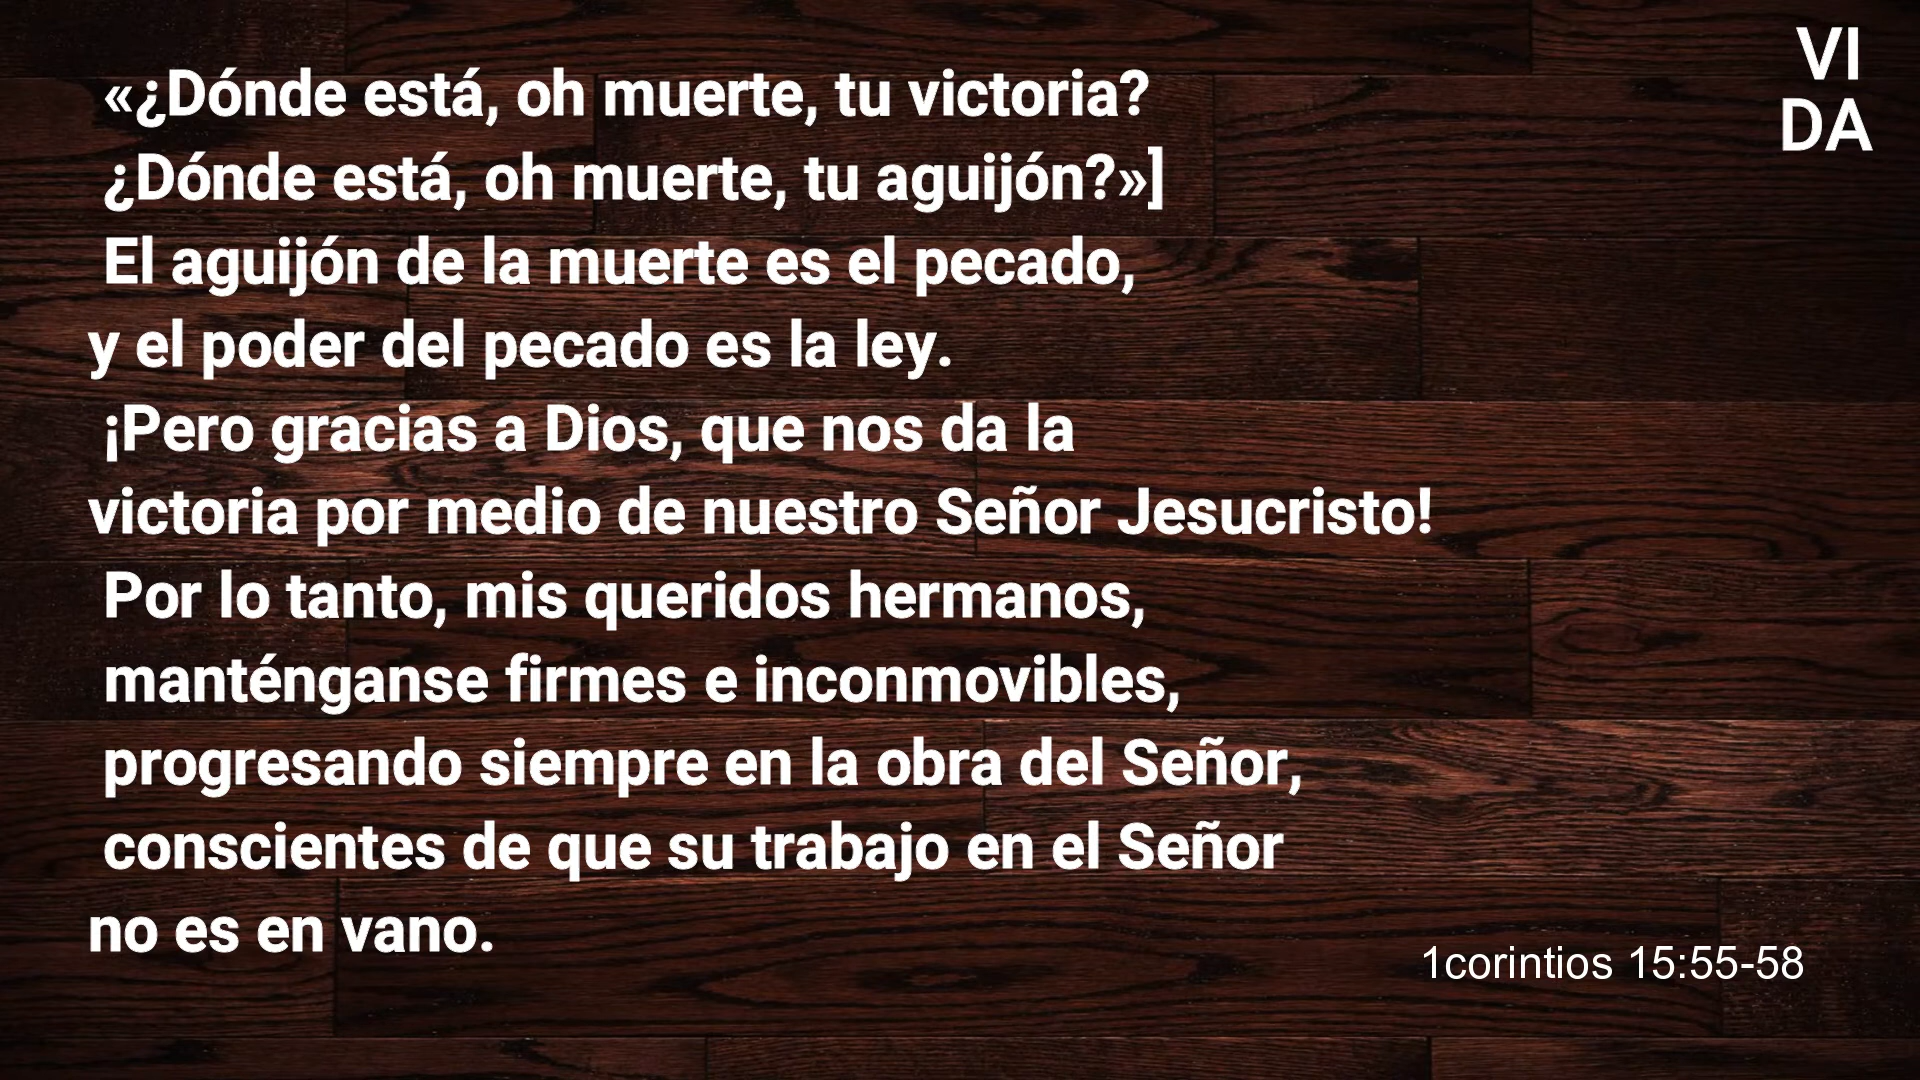 VI
DA
«¿Dónde está, oh muerte, tu victoria?
¿Dónde está, oh muerte, tu aguijón?»]
El aguijón de la muerte es el pecado,
y el poder del pecado es la ley.
¡Pero gracias a Dios, que nos da la
victoria por medio de nuestro Señor Jesucristo!
Por lo tanto, mis queridos hermanos,
manténganse firmes e inconmovibles,
progresando siempre en la obra del Señor,
conscientes de que su trabajo en el Señor
no es en vano.
1corintios 15:55-58